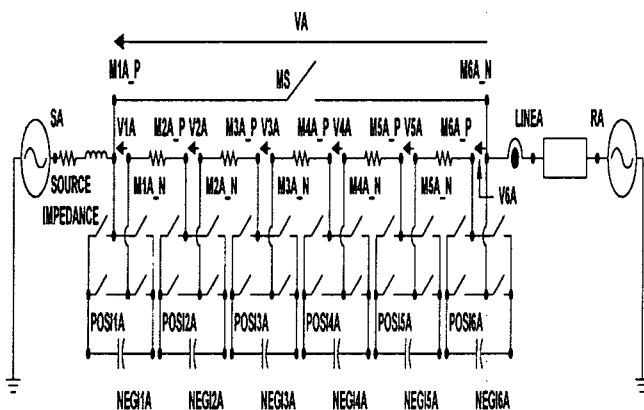 VA
M1A_P
MS
M6A_N
SA
V1A
M2A_P
V2A
M3A_P
V3A
M4A_P
V4A
M5A_P
V5A
M6A_P
LINEA
RA
SOURCE
IMPEDANCE
M1A_N
M2A_N
M3A_N
M4A_N
M5A_N
V6A
POSI1A
POSI2A
POSI3A
POSI4A
POSI5A
POSI6A
NEGI1A
NEGI2A
NEGI3A
NEGI4A
NEGI5A
NEGI6A